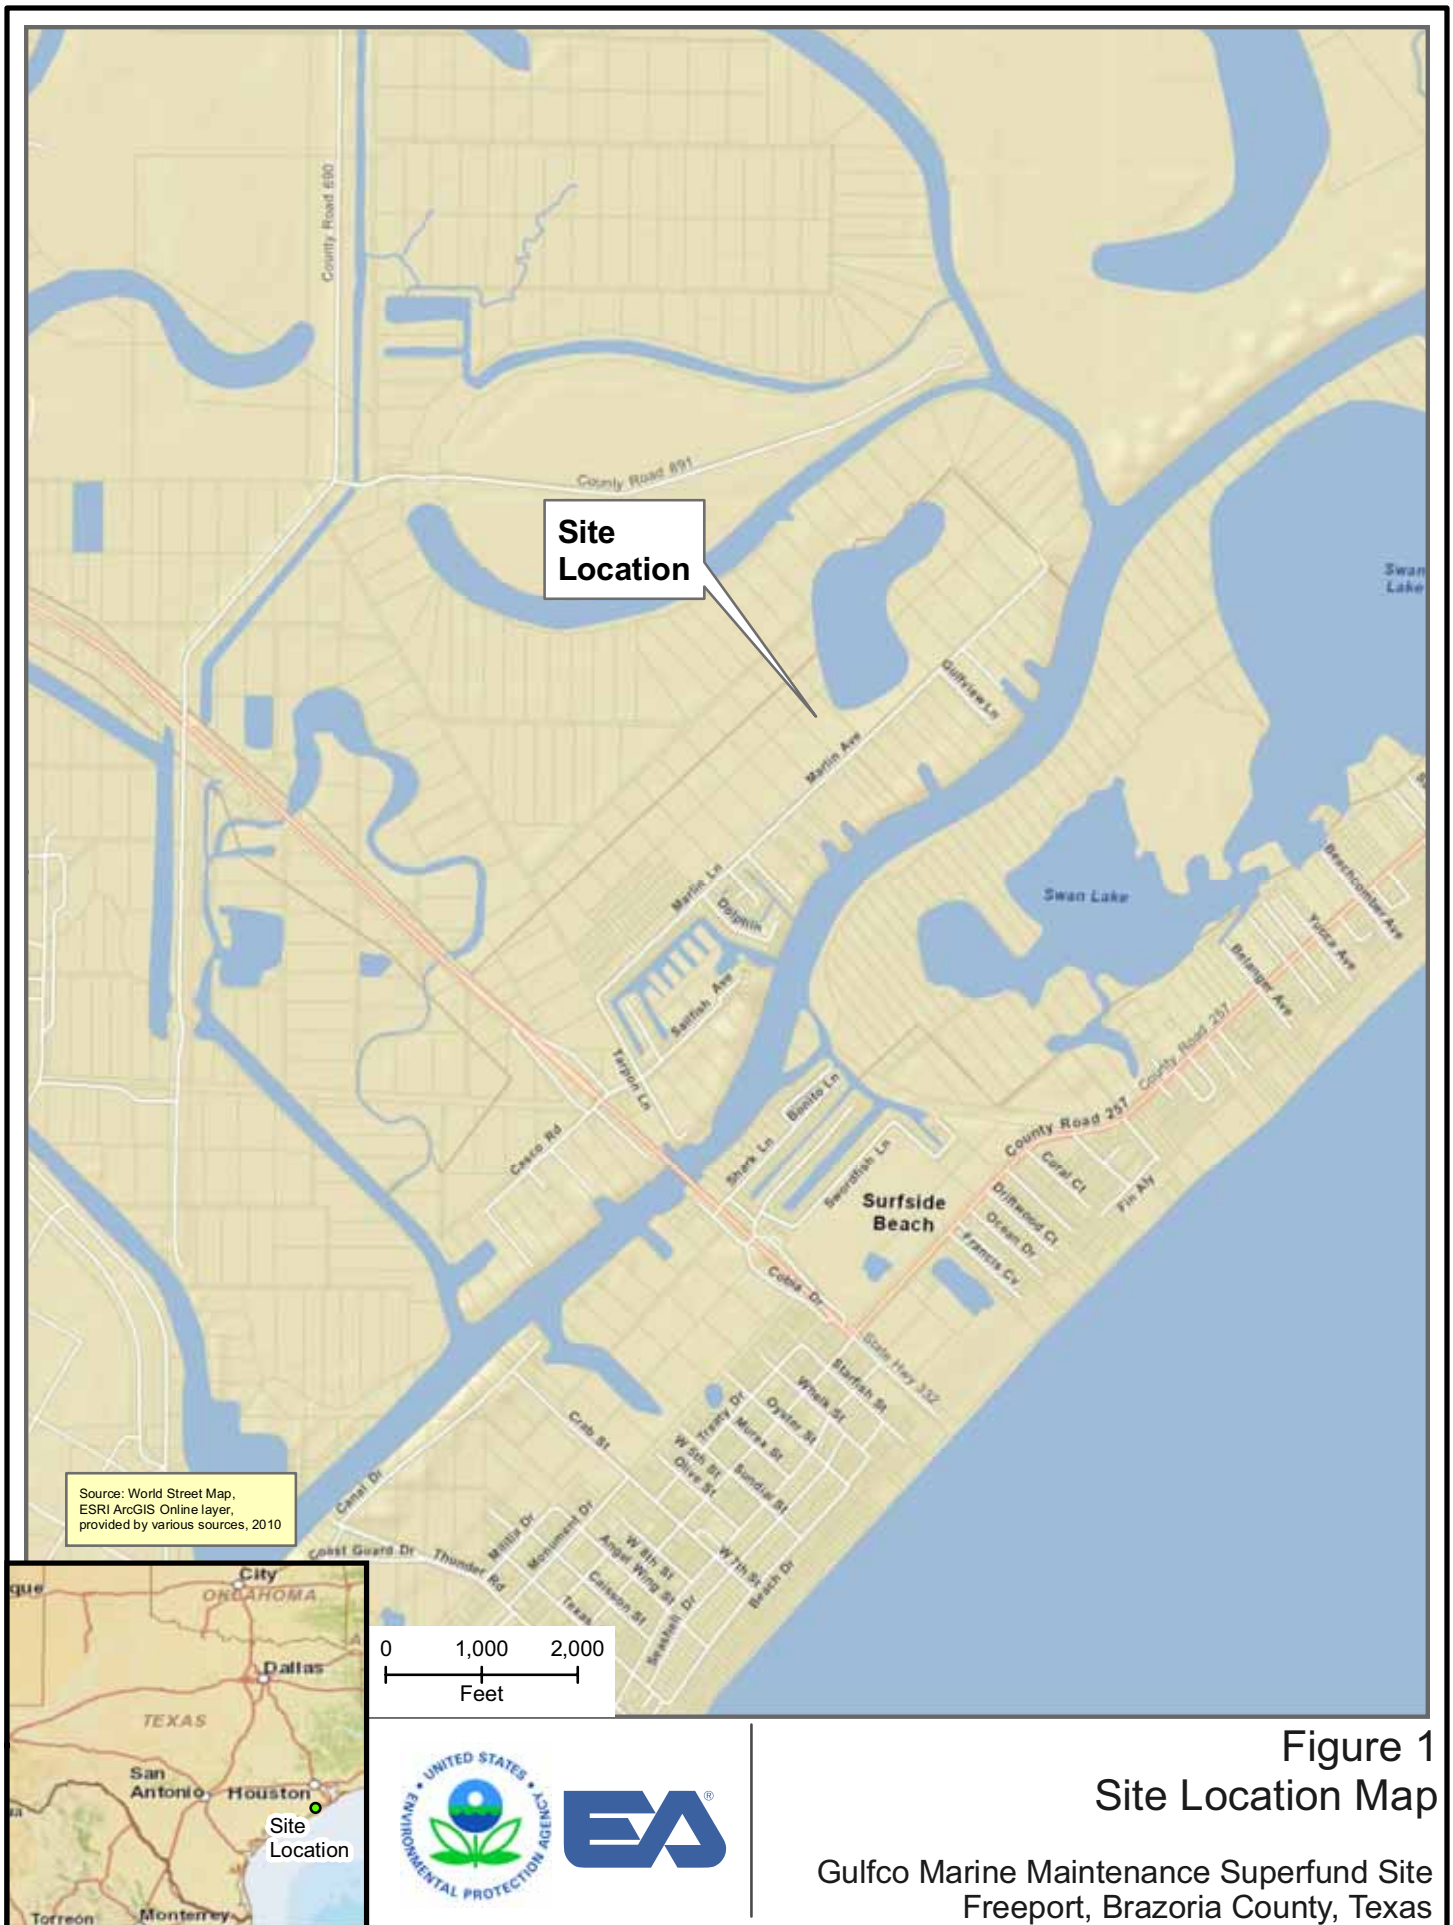 County Road 690
County Road 891
Site
Location
Swan
Lake
Gulfview Ln
Marlin Ave
Marlin Ln
Dolphin
Swan Lake
Beachcomber Ave
Yucca Ave
Belanger Ave
Sailfish Ave
Tarpon Ln
County Road 257
County Road 257
Casco Rd
Bonito Ln
Shark Ln
Swordfish Ln
Surfside
Beach
Coral Ct
Fin Aly
Driftwood Ct
Ocean Dr
Francis Cv
Cobia Dr
State Hwy 332
Starfish St
Whelk St
Oyster St
Treaty Dr
Murex St
W 5th St
Olive St
Sundial St
Crab St
Canal Dr
Source: World Street Map,
ESRI ArcGIS Online layer,
provided by various sources, 2010
Coast Guard Dr
Thunder Rd
Militia Dr
Monument Dr
W 8th St
Angel Wing St
Caisson St
Texas
W 7th St
Beach Dr
Seashell Dr
0 1,000 2,000
Feet
que
City
OKLAHOMA
Dallas
TEXAS
San
Antonio
Houston
Site
Location
Torreón
Monterrey
UNITED STATES
ENVIRONMENTAL PROTECTION AGENCY
EA®
Figure 1
Site Location Map
Gulfco Marine Maintenance Superfund Site
Freeport, Brazoria County, Texas